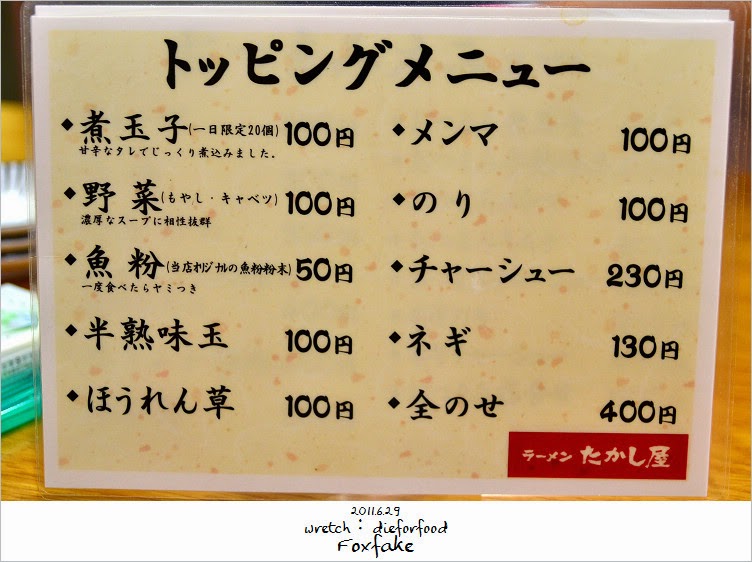 トッピングメニュー
◆煮玉子(一日限定20個) 100円
甘辛なタレでじっくり煮込みました。
◆野菜(もやし・キャベツ) 100円
濃厚なスープに相性抜群
◆魚粉(当店オリジナルの魚粉粉末) 50円
一度食べたらヤミつき
◆半熟味玉 100円
◆ほうれん草 100円
◆メンマ 100円
◆のり 100円
◆チャーシュー 230円
◆ネギ 130円
◆全のせ 400円
ラーメン たかし屋
2011.6.29
wretch：dieforfood
Foxfake